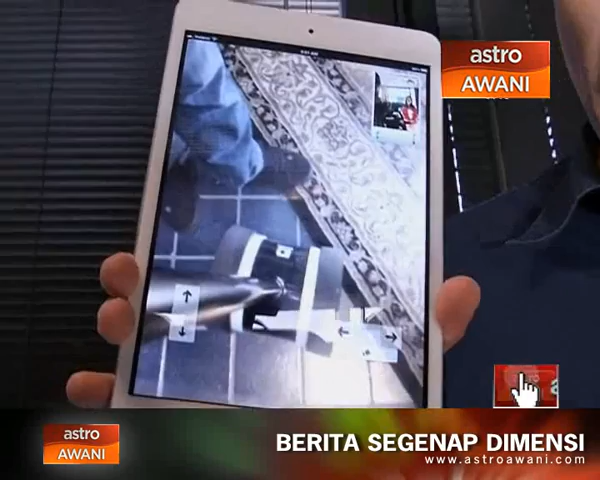 astro
AWANI
astro
AWANI
BERITA SEGENAP DIMENSI
www.astroawani.com